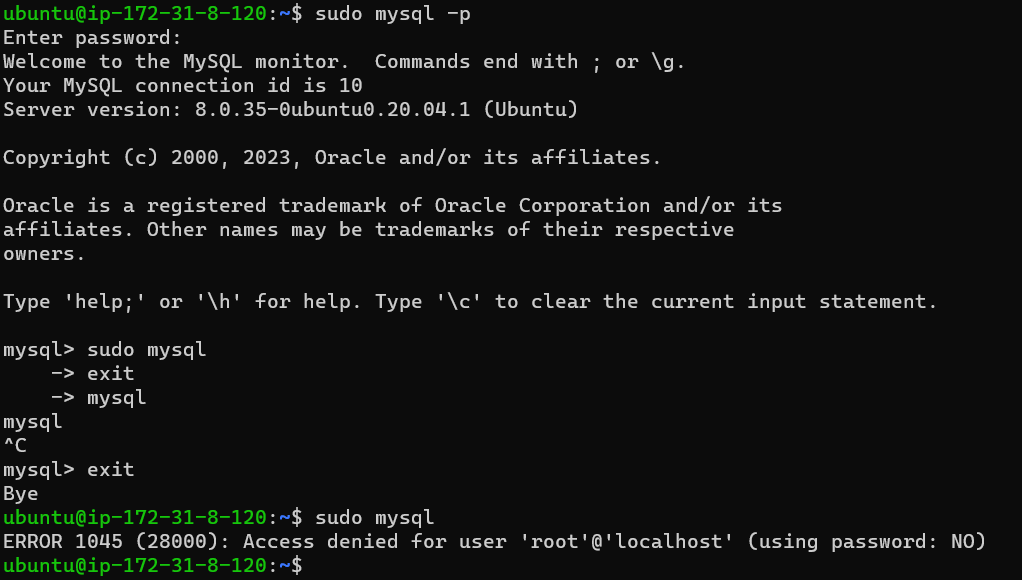 ubuntu@ip-172-31-8-120:~$ sudo mysql -p
Enter password:
Welcome to the MySQL monitor.  Commands end with ; or \g.
Your MySQL connection id is 10
Server version: 8.0.35-0ubuntu0.20.04.1 (Ubuntu)

Copyright (c) 2000, 2023, Oracle and/or its affiliates.

Oracle is a registered trademark of Oracle Corporation and/or its
affiliates. Other names may be trademarks of their respective
owners.

Type 'help;' or '\h' for help. Type '\c' to clear the current input statement.

mysql> sudo mysql
    -> exit
    -> mysql
mysql
^C
mysql> exit
Bye
ubuntu@ip-172-31-8-120:~$ sudo mysql
ERROR 1045 (28000): Access denied for user 'root'@'localhost' (using password: NO)
ubuntu@ip-172-31-8-120:~$